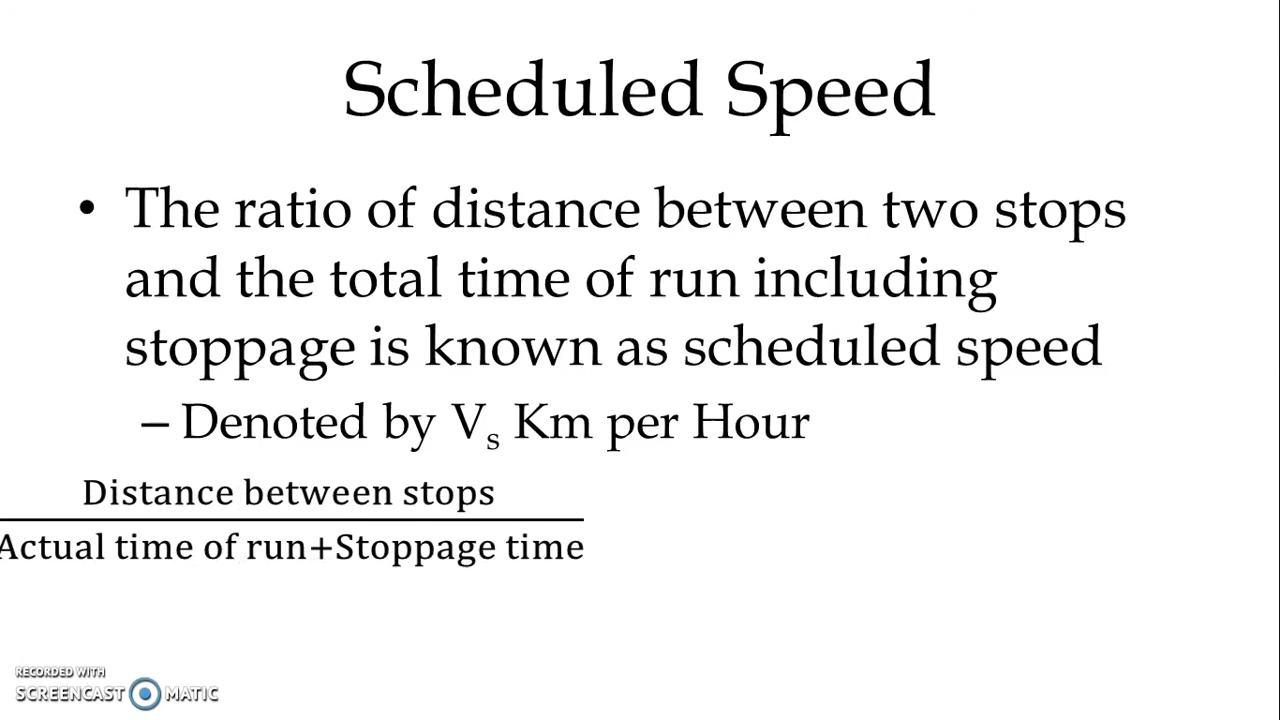 Scheduled Speed
• The ratio of distance between two stops
and the total time of run including
stoppage is known as scheduled speed
– Denoted by Vs Km per Hour
Distance between stops
Actual time of run+Stoppage time
RECORDED WITH
SCREENCAST MATIC